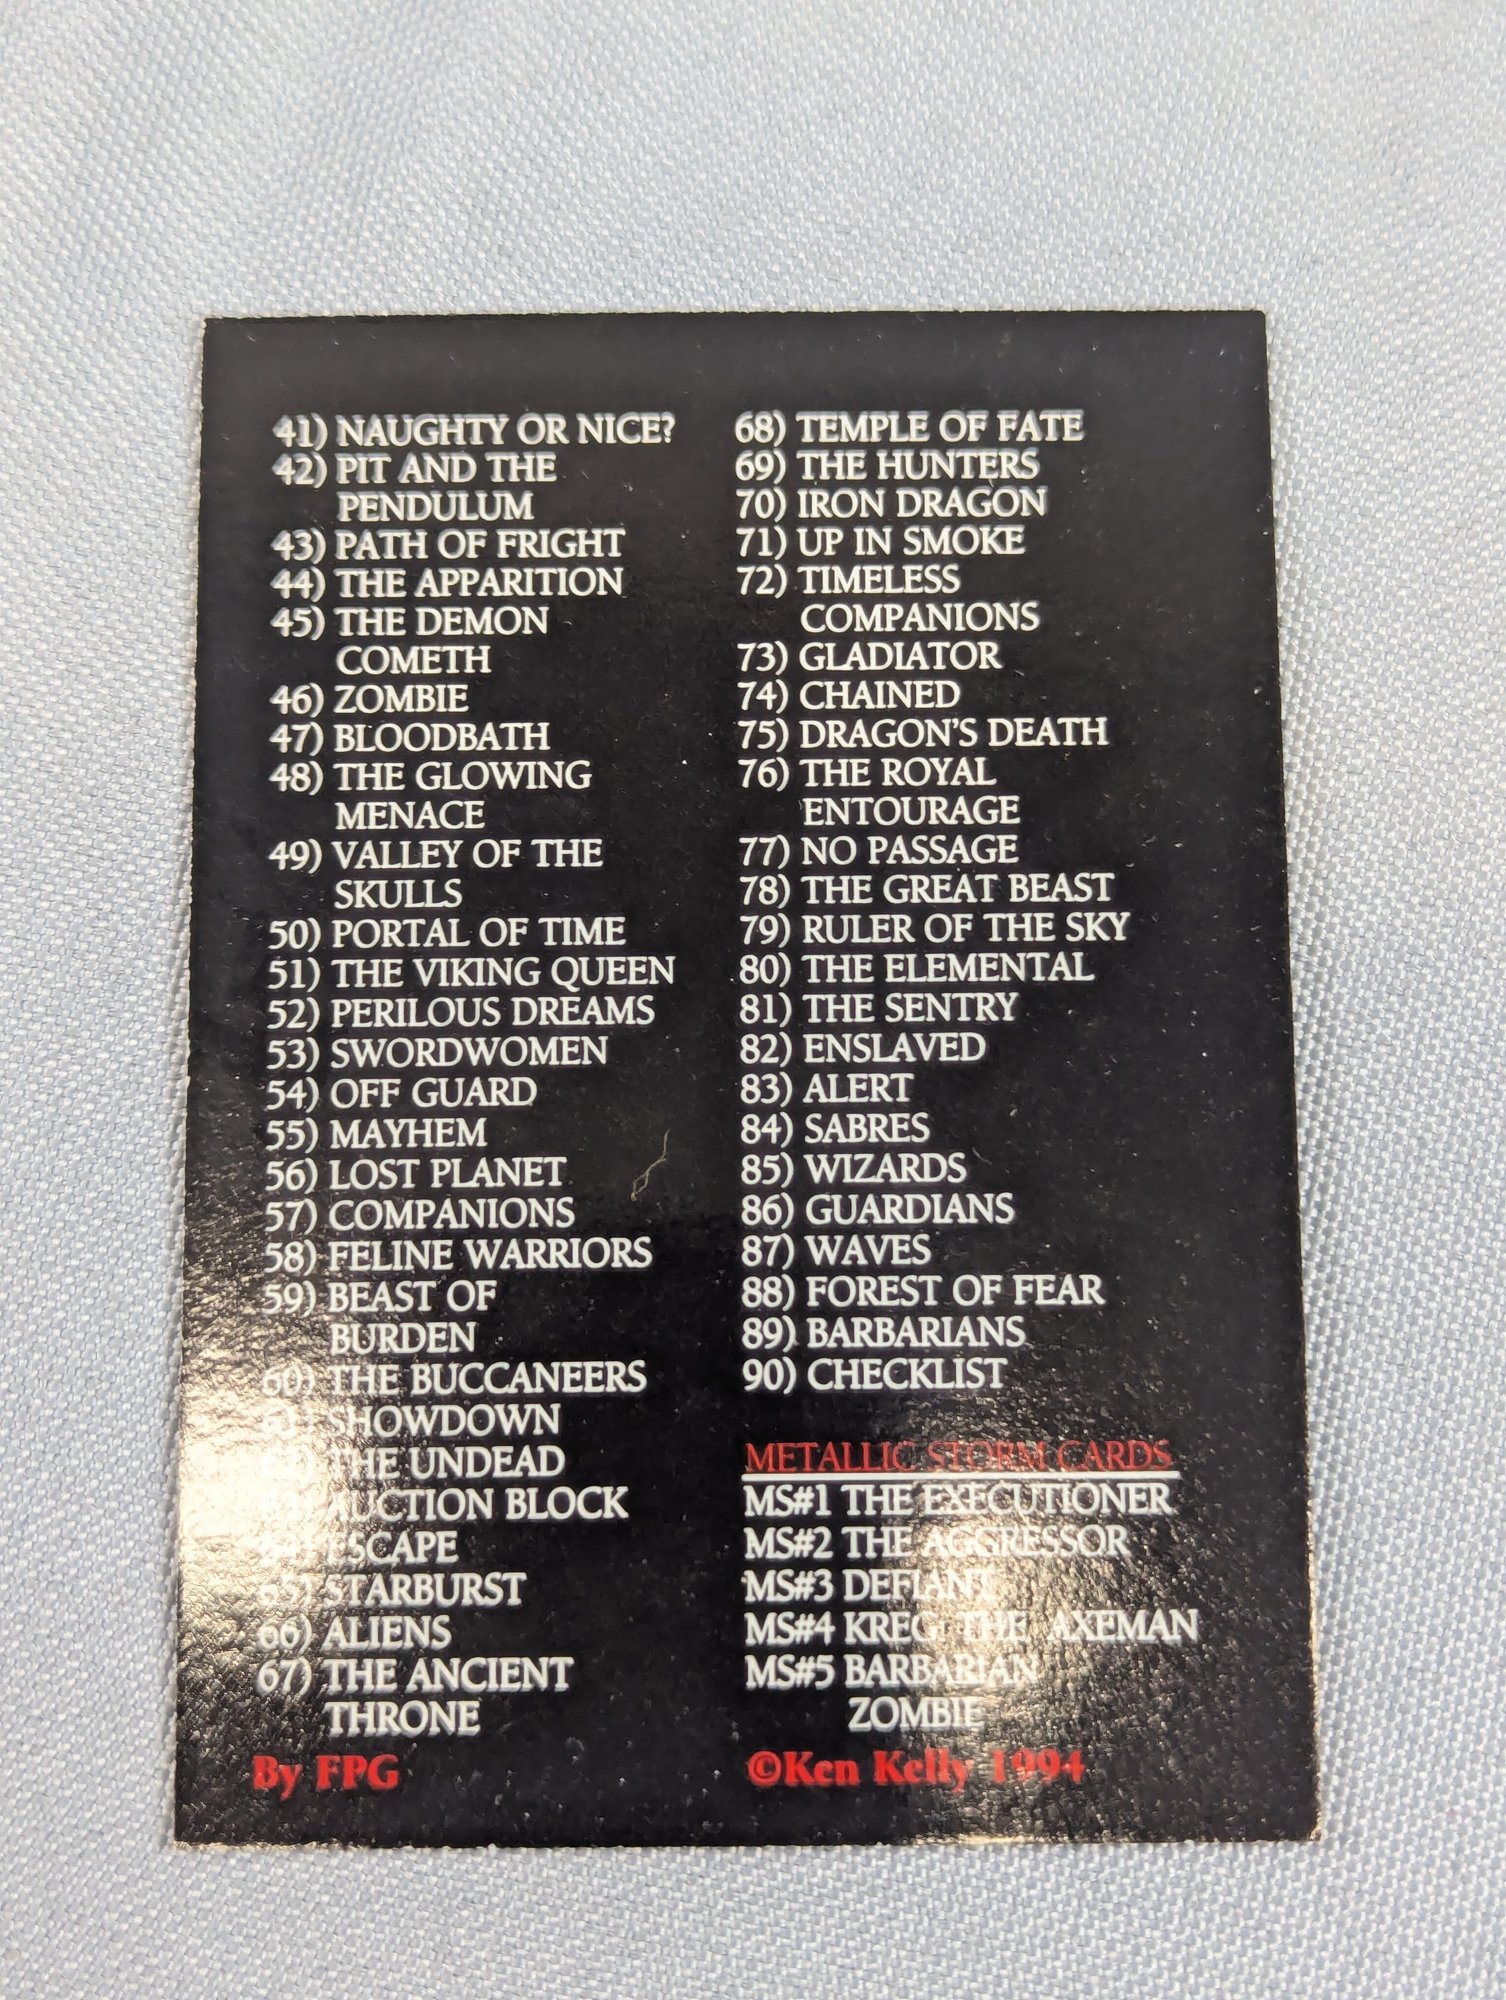 41) NAUGHTY OR NICE?
42) PIT AND THE
PENDULUM
43) PATH OF FRIGHT
44) THE APPARITION
45) THE DEMON
COMETH
46) ZOMBIE
47) BLOODBATH
48) THE GLOWING
MENACE
49) VALLEY OF THE
SKULLS
50) PORTAL OF TIME
51) THE VIKING QUEEN
52) PERILOUS DREAMS
53) SWORDWOMEN
54) OFF GUARD
55) MAYHEM
56) LOST PLANET
57) COMPANIONS
58) FELINE WARRIORS
59) BEAST OF
BURDEN
60) THE BUCCANEERS
61) SHOWDOWN
THE UNDEAD
AUCTION BLOCK
ESCAPE
65) STARBURST
66) ALIENS
67) THE ANCIENT
THRONE
By FPG
68) TEMPLE OF FATE
69) THE HUNTERS
70) IRON DRAGON
71) UP IN SMOKE
72) TIMELESS
COMPANIONS
73) GLADIATOR
74) CHAINED
75) DRAGON'S DEATH
76) THE ROYAL
ENTOURAGE
77) NO PASSAGE
78) THE GREAT BEAST
79) RULER OF THE SKY
80) THE ELEMENTAL
81) THE SENTRY
82) ENSLAVED
83) ALERT
84) SABRES
85) WIZARDS
86) GUARDIANS
87) WAVES
88) FOREST OF FEAR
89) BARBARIANS
90) CHECKLIST
METALLIC STORM CARDS
MS#1 THE EXECUTIONER
MS#2 THE AGGRESSOR
MS#3 DEFIANT
MS#4 KREG: THE AXEMAN
MS#5 BARBARIAN
ZOMBIE
©Ken Kelly 1994